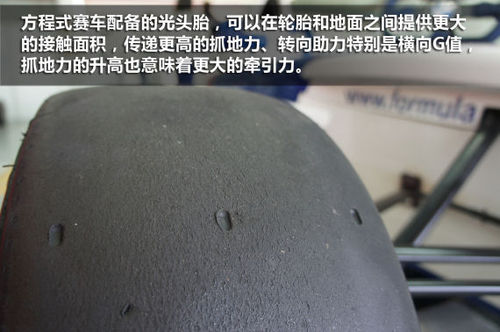 方程式赛车配备的光头胎，可以在轮胎和地面之间提供更大
的接触面积，传递更高的抓地力、转向助力特别是横向G值，
抓地力的升高也意味着更大的牵引力。
www.formula